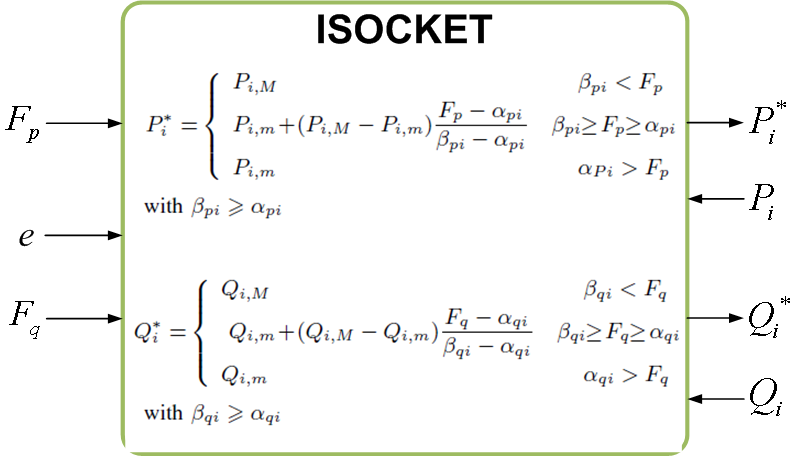 ISOCKET
P_{i,M} β_{pi} < F_p
F_p → P_i^* = { P_{i,m}+(P_{i,M} − P_{i,m}) \frac{F_p − α_{pi}}{β_{pi} − α_{pi}} β_{pi} ≥ F_p ≥ α_{pi} → P_i^*
P_{i,m} α_{Pi} > F_p
with β_{pi} ⩾ α_{pi} ← P_i
e →
Q_{i,M} β_{qi} < F_q
F_q → Q_i^* = { Q_{i,m}+(Q_{i,M} − Q_{i,m}) \frac{F_q − α_{qi}}{β_{qi} − α_{qi}} β_{qi} ≥ F_q ≥ α_{qi} → Q_i^*
Q_{i,m} α_{qi} > F_q
with β_{qi} ⩾ α_{qi} ← Q_i